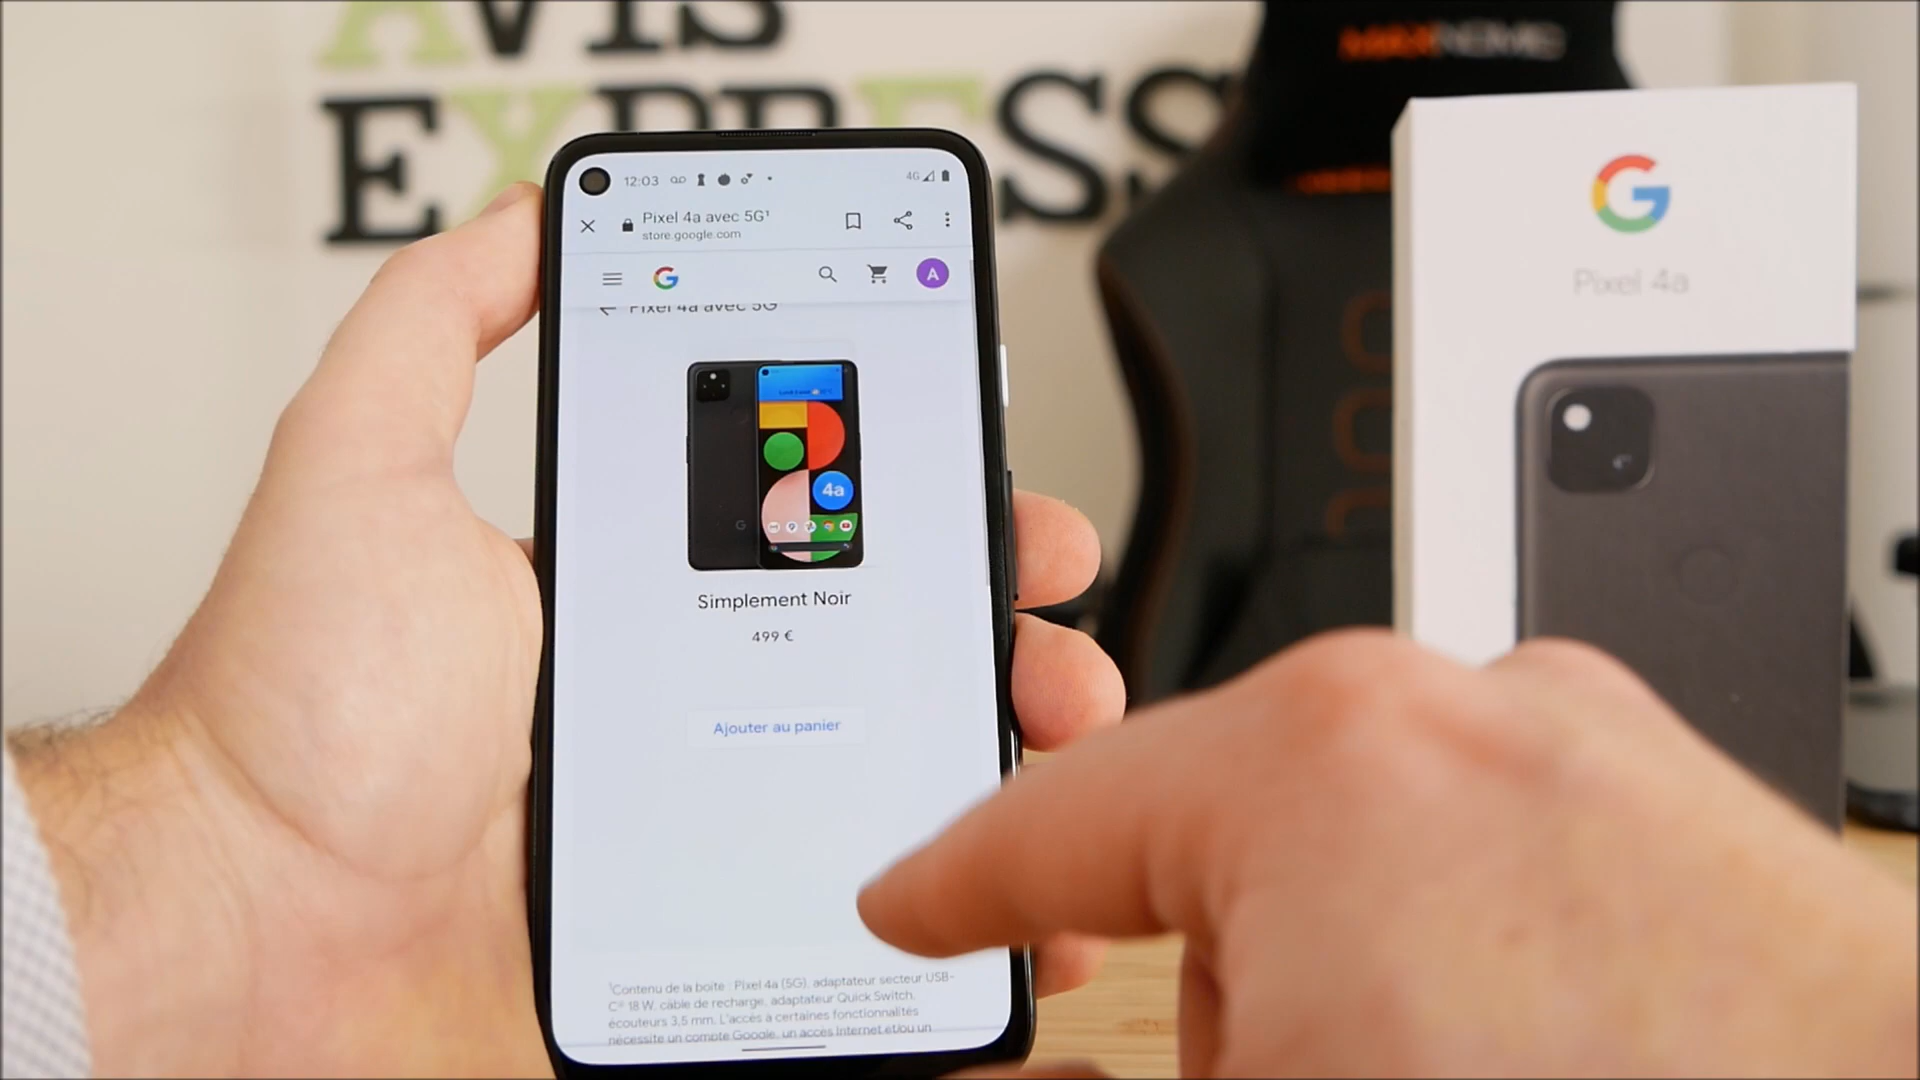 AVIS
EXPRESS
MAXNOMIC
12:03
4G
Pixel 4a avec 5G¹
store.google.com
A
Pixel 4a avec 5G
4a
G
Simplement Noir
499 €
Ajouter au panier
¹Contenu de la boîte : Pixel 4a (5G), adaptateur secteur USB-
C® 18 W, câble de recharge, adaptateur Quick Switch,
écouteurs 3,5 mm. L'accès à certaines fonctionnalités
nécessite un compte Google, un accès Internet et/ou un
G
Pixel 4a